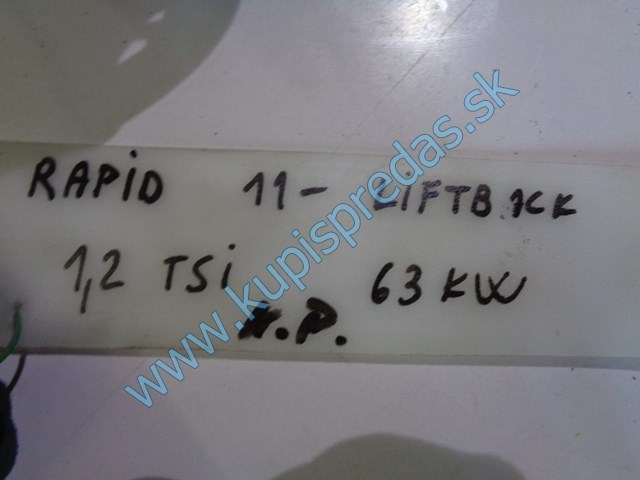 RAPiD 11- LIFTBACK
1,2 TSi 63 KW
P.
www.kupispredas.sk